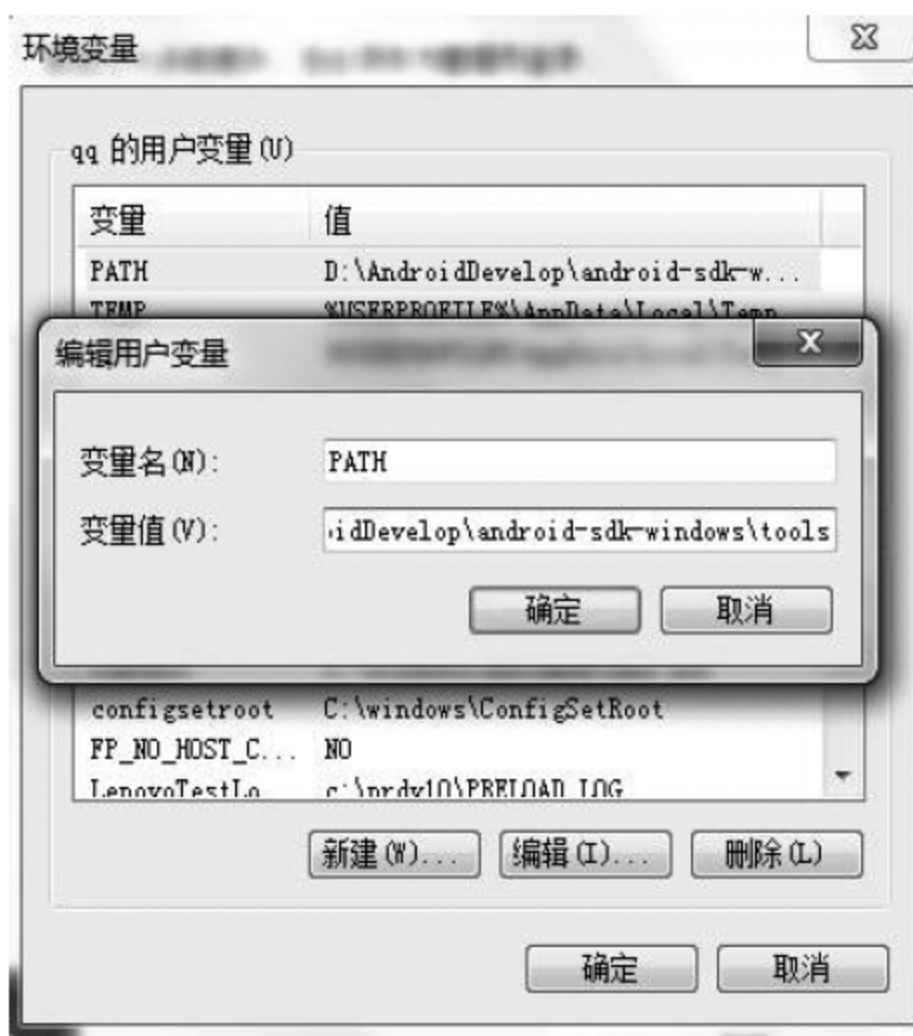 环境变量
qq 的用户变量(U)
变量 值
PATH D:\AndroidDevelop\android-sdk-w...
TEMP %USERPROFILE%\AppData\Local\Temp
编辑用户变量
变量名(N): PATH
变量值(V): idDevelop\android-sdk-windows\tools
确定 取消
configsetroot C:\windows\ConfigSetRoot
FP_NO_HOST_C... NO
LenovoTestLo c:\prdv10\PRELOAD LOG
新建(W)... 编辑(I)... 删除(L)
确定 取消